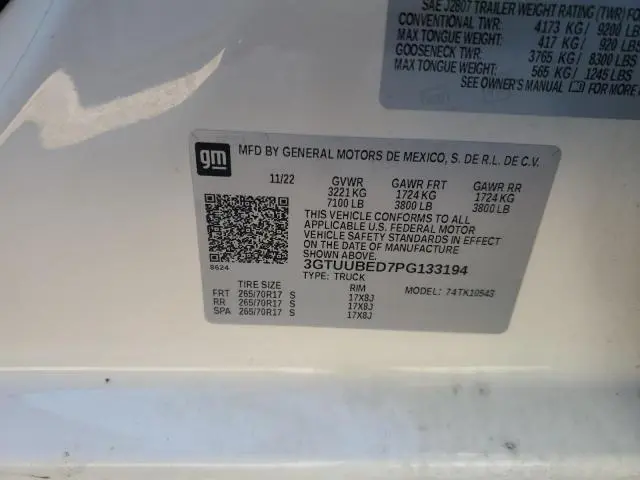 SAE J2807 TRAILER WEIGHT RATING (TWR) FO
CONVENTIONAL TWR: 4173 KG / 9200 LB
MAX TONGUE WEIGHT: 417 KG / 920 LB
GOOSENECK TWR: 3765 KG / 8300 LBS
MAX TONGUE WEIGHT: 565 KG / 1245 LBS
SEE OWNER'S MANUAL FOR MORE
gm
MFD BY GENERAL MOTORS DE MEXICO, S. DE R.L. DE C.V.
11/22 GVWR GAWR FRT GAWR RR
3221 KG 1724 KG 1724 KG
7100 LB 3800 LB 3800 LB
THIS VEHICLE CONFORMS TO ALL
APPLICABLE U.S. FEDERAL MOTOR
VEHICLE SAFETY STANDARDS IN EFFECT
ON THE DATE OF MANUFACTURE
SHOWN ABOVE.
8624 3GTUUBED7PG133194
TYPE: TRUCK
TIRE SIZE RIM MODEL: 74TK10543
FRT 265/70R17 S 17X8J
RR 265/70R17 S 17X8J
SPA 265/70R17 S 17X8J